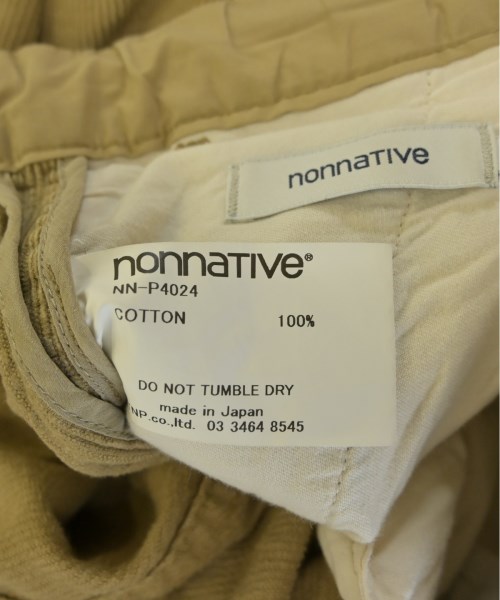 nonnative
nonnative®
NN-P4024
COTTON 100%
DO NOT TUMBLE DRY
made in Japan
NP.co.,ltd. 03 3464 8545